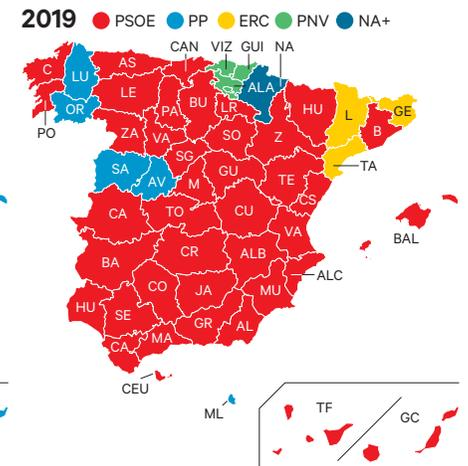 2019 PSOE PP ERC PNV NA+
CAN VIZ GUI NA
C LU AS
LE ALA
OR PA BU LR HU L GE
PO ZA VA SO Z B
SA AV SG GU TA
M TE
CA TO CU CS
VA BAL
BA CR ALB
CO ALC
HU SE JA MU
CA MA GR AL
CEU
ML TF GC